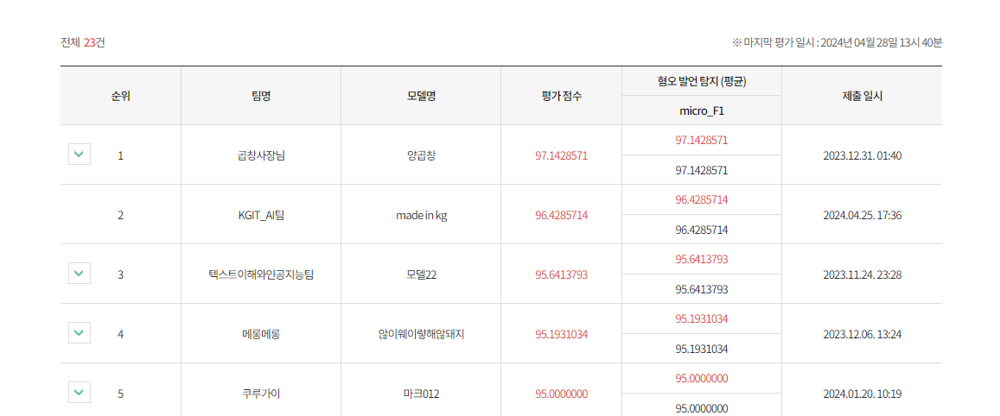 전체 23건
※ 마지막 평가 일시 : 2024년 04월 28일 13시 40분
순위 팀명 모델명 평가 점수 혐오 발언 탐지 (평균) 제출 일시
micro_F1
1 곱창사장님 양곱창 97.1428571 97.1428571 2023.12.31. 01:40
97.1428571
2 KGIT_AI팀 made in kg 96.4285714 96.4285714 2024.04.25. 17:36
96.4285714
3 텍스트이해와인공지능팀 모델22 95.6413793 95.6413793 2023.11.24. 23:28
95.6413793
4 메롱메롱 않이웨이렇해않돼지 95.1931034 95.1931034 2023.12.06. 13:24
95.1931034
5 쿠루가이 마크012 95.0000000 95.0000000 2024.01.20. 10:19
95.0000000